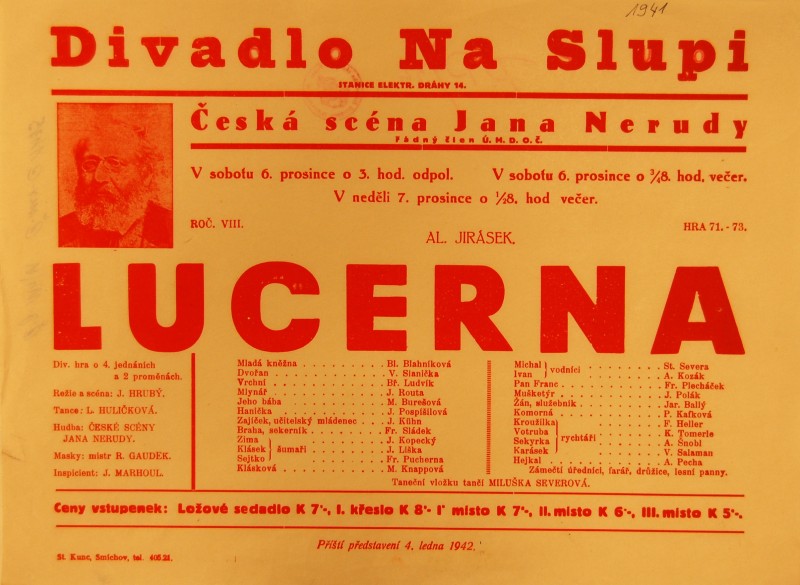 1941
Divadlo Na Slupi
STANICE ELEKTR. DRÁHY 14.
Česká scéna Jana Nerudy
Řádný člen Ú. M. D. O. Č.
V sobotu 6. prosince o 3. hod. odpol. V sobotu 6. prosince o ¾8. hod. večer.
V neděli 7. prosince o ½8. hod večer.
ROČ. VIII. HRA 71. - 73.
AL. JIRÁSEK.
LUCERNA
Div. hra o 4. jednáních
a 2 proměnách.
Režie a scéna: J. HRUBÝ.
Tance: L. HULIČKOVÁ.
Hudba: ČESKÉ SCÉNY
JANA NERUDY.
Masky: mistr R. GAUDEK.
Inspicient: J. MARHOUL.
Mladá kněžna . . . . . . . . Bl. Blahníková
Dvořan . . . . . . . . V. Slanička
Vrchní . . . . . . . . Bř. Ludvík
Mlynář . . . . . . . . J. Routa
Jeho bába . . . . . . . . M. Burešová
Hanička . . . . . . . . J. Pospíšilová
Zajíček, učitelský mládenec . . J. Kühn
Braha, sekerník . . . . . . . . Fr. Sládek
Zima . . . . . . . . J. Kopecký
Klásek } šumaři . . . . . . . . J. Liška
Sejtko . . . . . . . . Fr. Pucherna
Klásková . . . . . . . . M. Knappová
Michal . . . . . . . . St. Severa
Ivan } vodníci . . . . . . . . A. Kozák
Pan Franc . . . . . . . . Fr. Plecháček
Mušketýr . . . . . . . . J. Polák
Žán, služebník . . . . . . . . Jar. Ballý
Komorná . . . . . . . . P. Kafková
Kroužilka . . . . . . . . F. Heller
Votruba . . . . . . . . K. Tomerle
Sekyrka } rychtáři . . . . . . . . A. Šnobl
Karásek . . . . . . . . V. Salaman
Hejkal . . . . . . . . A. Pecha
Zámečtí úředníci, farář, družice, lesní panny.
Taneční vložku tančí MILUŠKA SEVEROVÁ.
Ceny vstupenek: Ložové sedadlo K 7·-, I. křeslo K 8·- I' místo K 7·-, II. místo K 6·-, III. místo K 5·-.
Příští představení 4. ledna 1942.
St. Kunc, Smíchov, tel. 405.21.